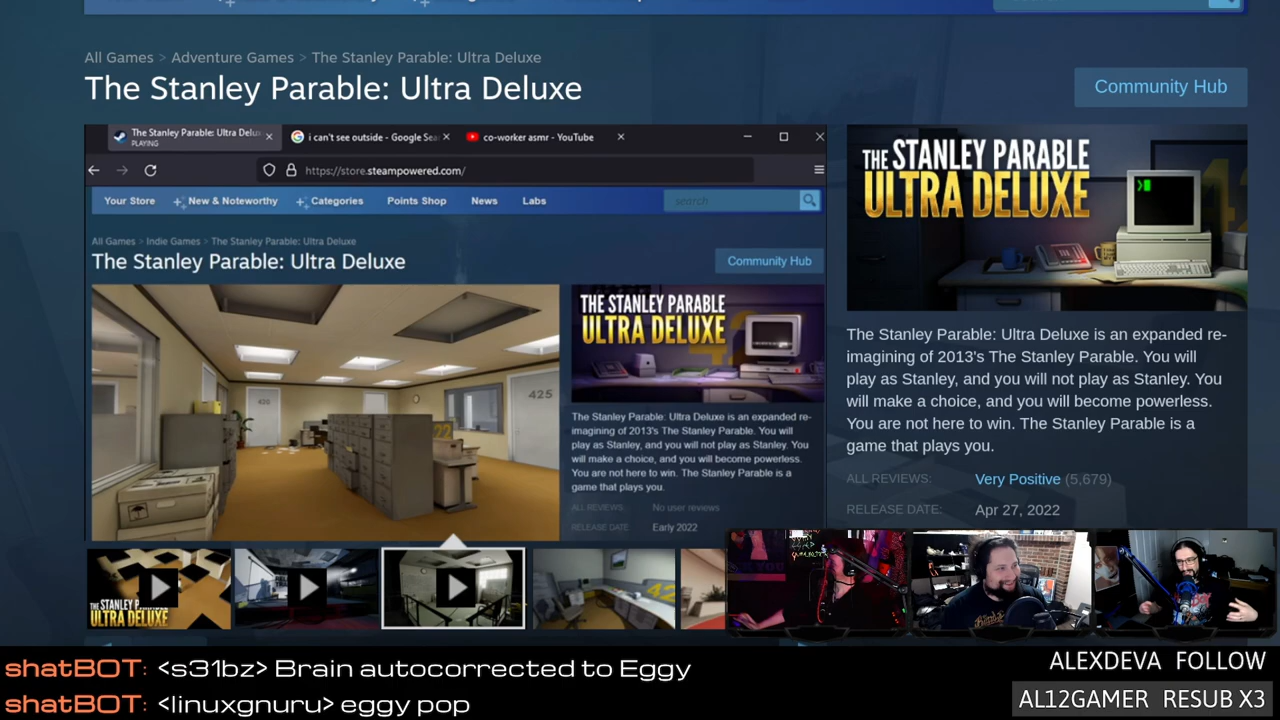 All Games > Adventure Games > The Stanley Parable: Ultra Deluxe
The Stanley Parable: Ultra Deluxe
Community Hub
The Stanley Parable: Ultra Delu
PLAYING
i can't see outside - Google Sea
co-worker asmr - YouTube
https://store.steampowered.com/
Your Store
New & Noteworthy
Categories
Points Shop
News
Labs
search
All Games > Indie Games > The Stanley Parable: Ultra Deluxe
The Stanley Parable: Ultra Deluxe
Community Hub
425
THE STANLEY PARABLE
ULTRA DELUXE
The Stanley Parable: Ultra Deluxe is an expanded re-
imagining of 2013's The Stanley Parable. You will
play as Stanley, and you will not play as Stanley. You
will make a choice, and you will become powerless.
You are not here to win. The Stanley Parable is a
game that plays you.
ALL REVIEWS: No user reviews
RELEASE DATE Early 2022
THE STANLEY PARABLE
ULTRA DELUXE
The Stanley Parable: Ultra Deluxe is an expanded re-
imagining of 2013's The Stanley Parable. You will
play as Stanley, and you will not play as Stanley. You
will make a choice, and you will become powerless.
You are not here to win. The Stanley Parable is a
game that plays you.
ALL REVIEWS: Very Positive (5,679)
RELEASE DATE: Apr 27, 2022
shatBOT: <s31bz> Brain autocorrected to Eggy
shatBOT: <linuxgnuru> eggy pop
ALEXDEVA FOLLOW
AL12GAMER RESUB X3